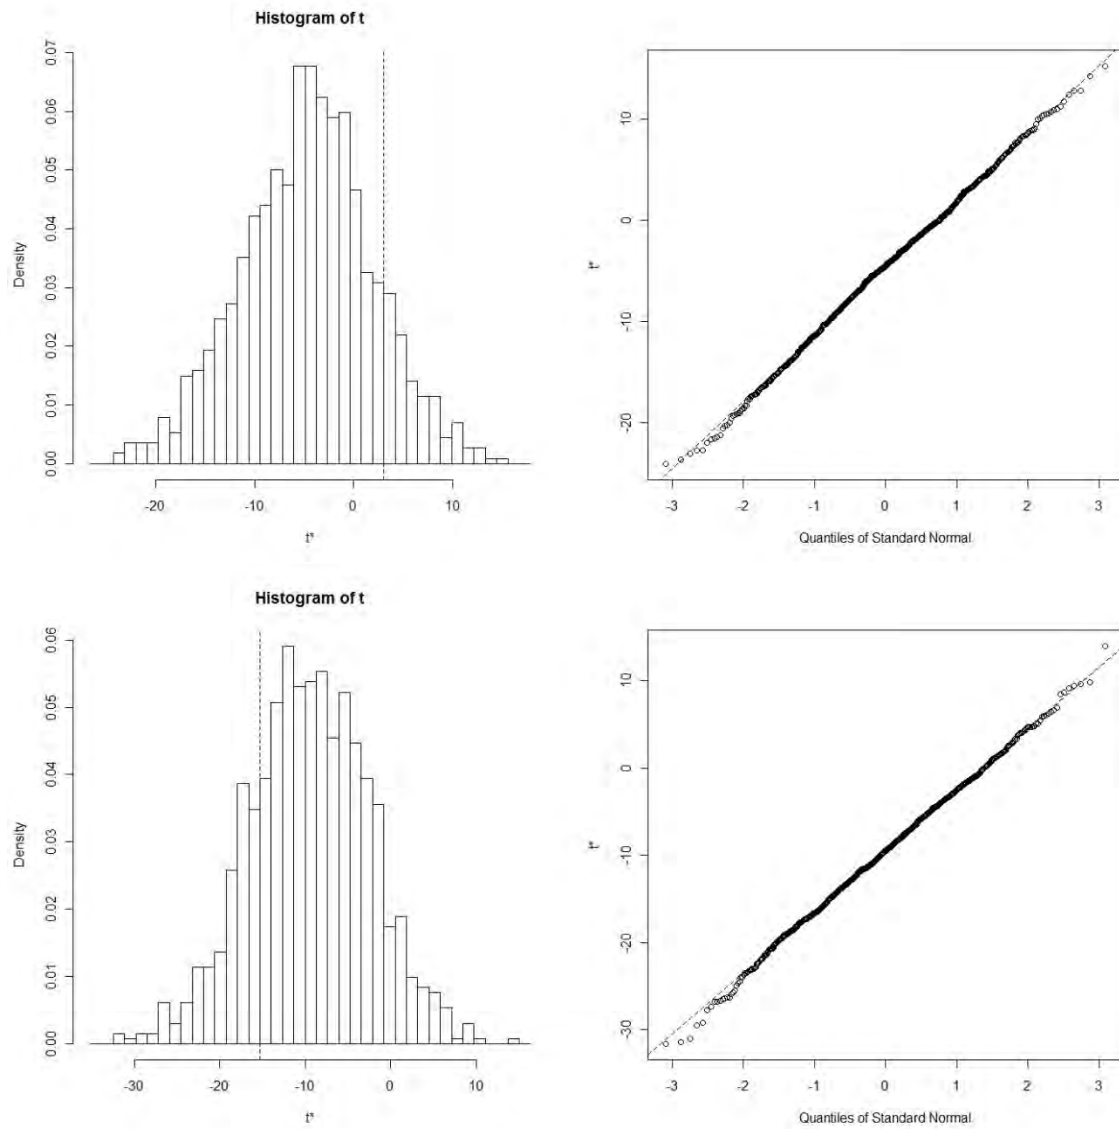 Histogram of t
Density
0.00 0.01 0.02 0.03 0.04 0.05 0.06 0.07
-20 -10 0 10
t*
t*
-20 -10 0 10
-3 -2 -1 0 1 2 3
Quantiles of Standard Normal
Histogram of t
Density
0.00 0.01 0.02 0.03 0.04 0.05 0.06
-30 -20 -10 0 10
t*
t*
-30 -20 -10 0 10
-3 -2 -1 0 1 2 3
Quantiles of Standard Normal